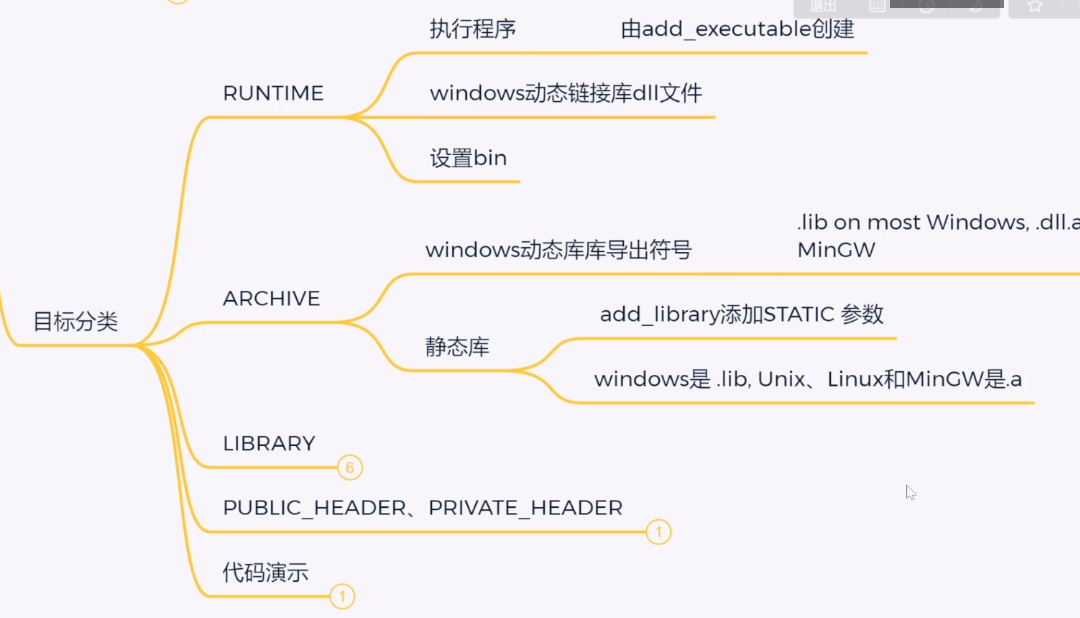 退出
执行程序
由add_executable创建
RUNTIME
windows动态链接库dll文件
设置bin
windows动态库库导出符号
.lib on most Windows, .dll.a
MinGW
ARCHIVE
add_library添加STATIC 参数
目标分类
静态库
windows是 .lib, Unix、Linux和MinGW是.a
LIBRARY
6
PUBLIC_HEADER、PRIVATE_HEADER
1
代码演示
1